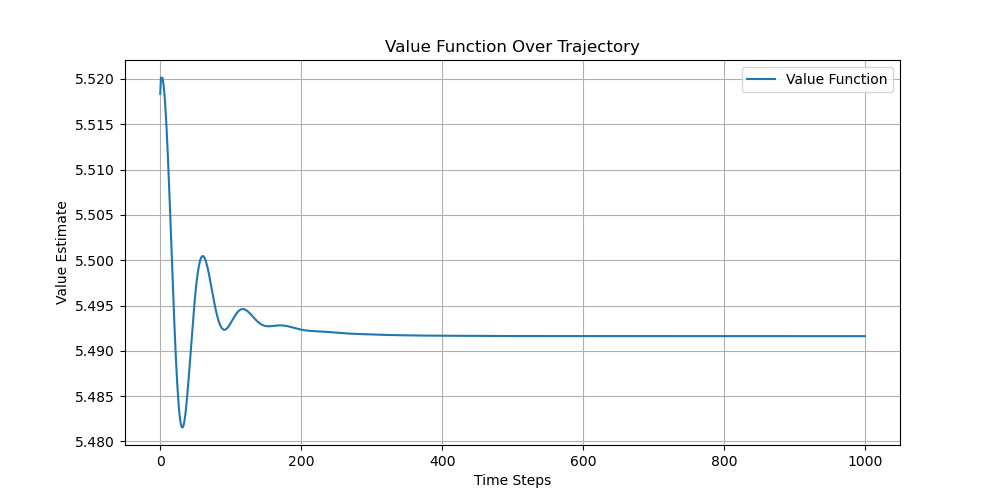 Value Function Over Trajectory
Value Function
Value Estimate
5.520
5.515
5.510
5.505
5.500
5.495
5.490
5.485
5.480
0 200 400 600 800 1000
Time Steps